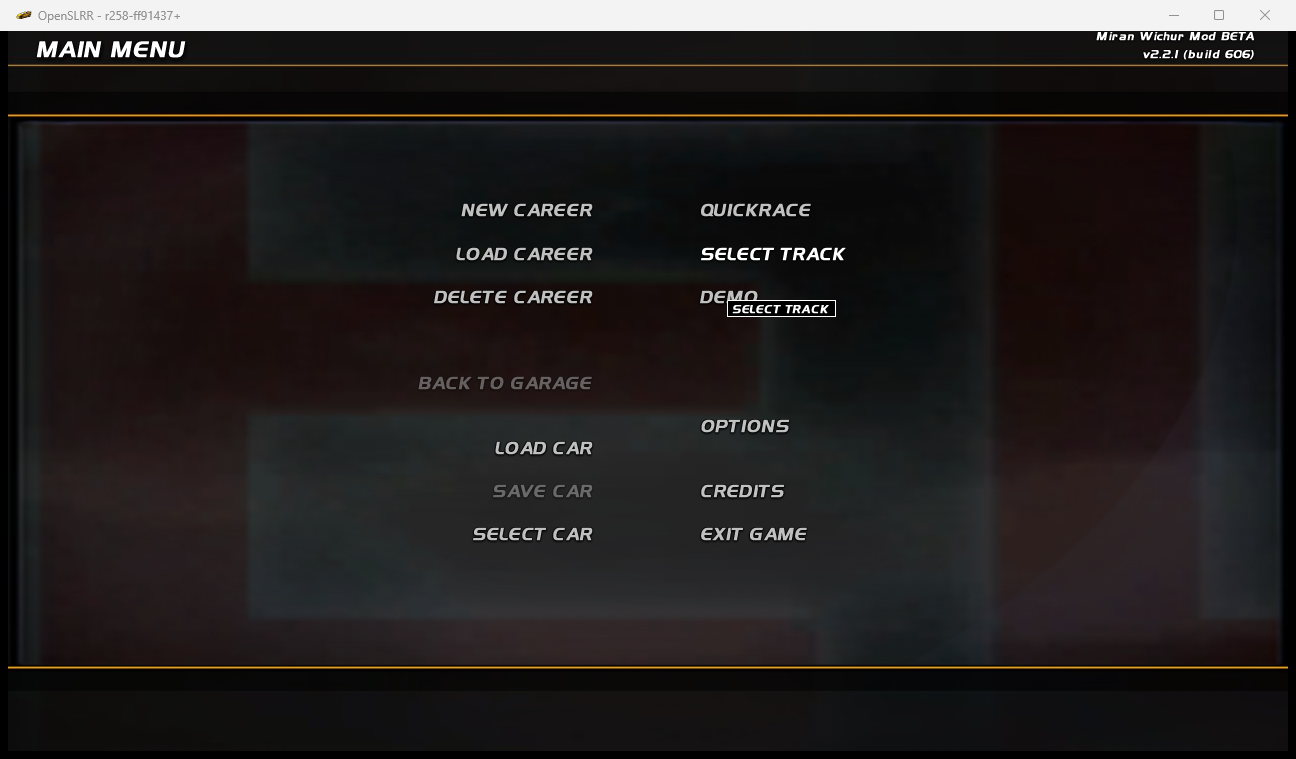 OpenSLRR - r258-ff91437+
MAIN MENU
Miran Wichur Mod BETA
v2.2.1 (build 606)
NEW CAREER
QUICKRACE
LOAD CAREER
SELECT TRACK
DELETE CAREER
DEMO
SELECT TRACK
BACK TO GARAGE
OPTIONS
LOAD CAR
SAVE CAR
CREDITS
SELECT CAR
EXIT GAME